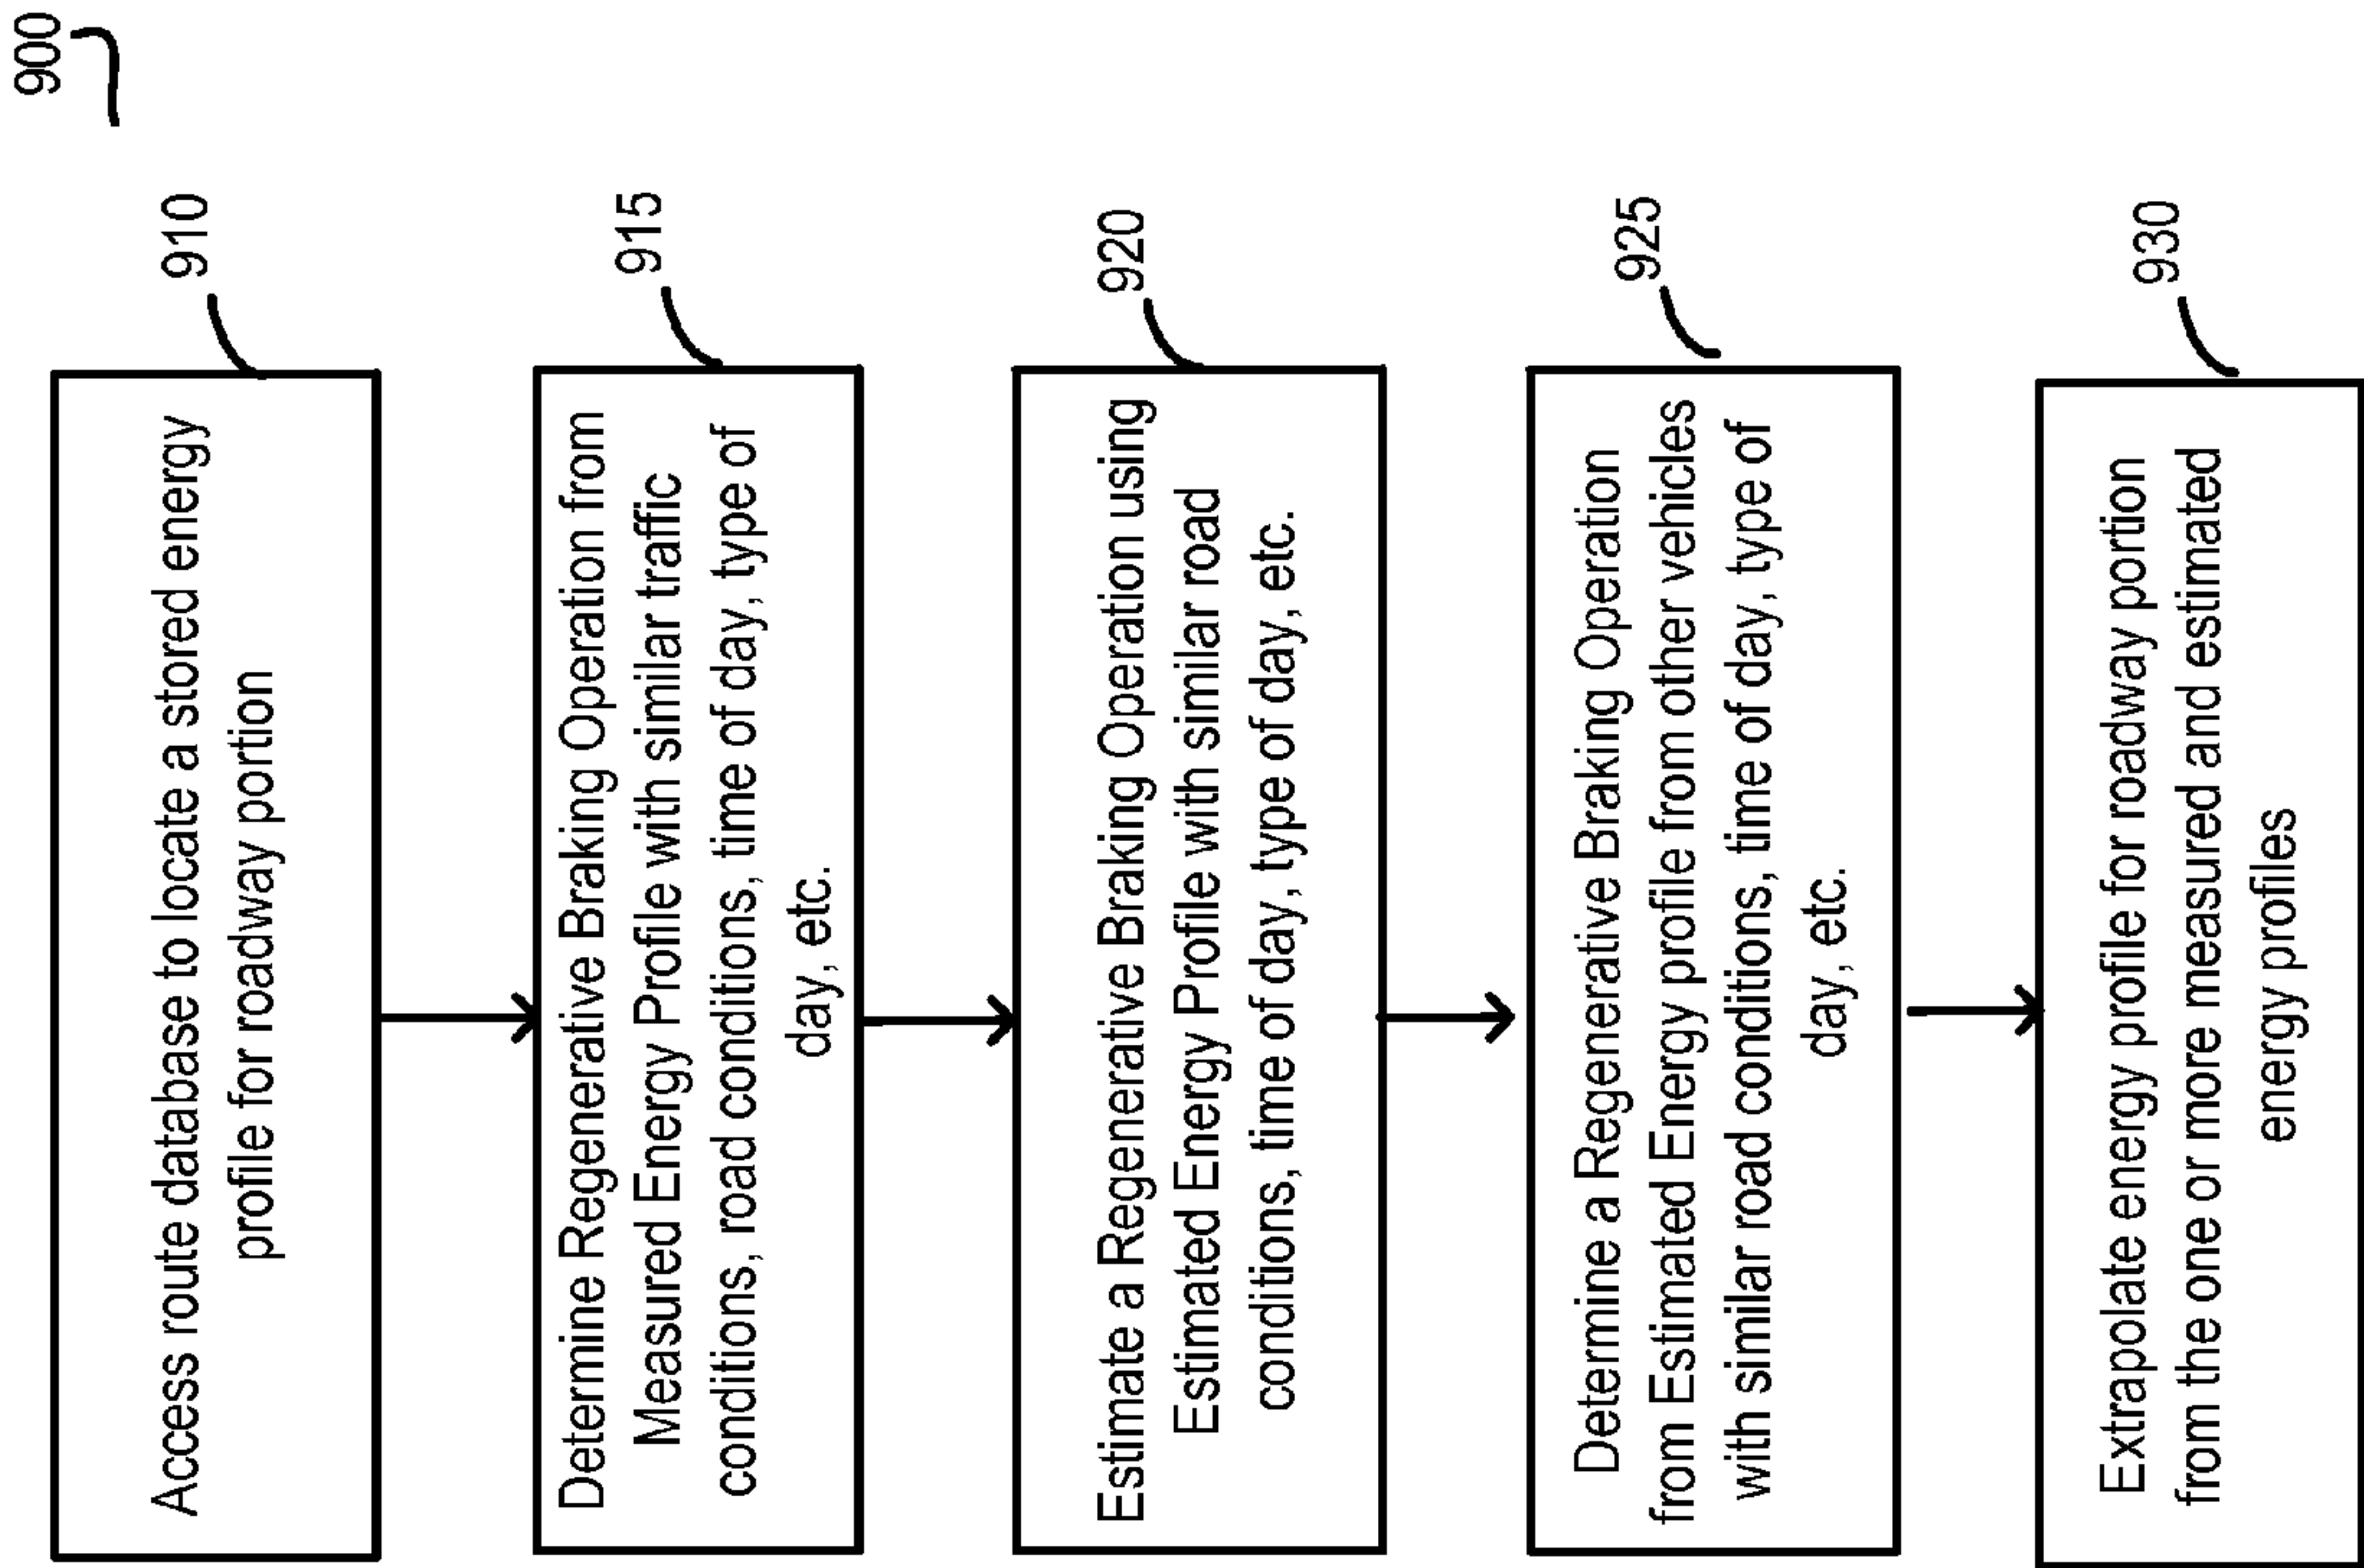 900
910
Access route database to locate a stored energy
profile for roadway portion
915
Determine Regenerative Braking Operation from
Measured Energy Profile with similar traffic
conditions, road conditions, time of day, type of
day, etc.
920
Estimate a Regenerative Braking Operation using
Estimated Energy Profile with similar road
conditions, time of day, type of day, etc.
925
Determine a Regenerative Braking Operation
from Estimated Energy profile from other vehicles
with similar road conditions, time of day, type of
day, etc.
930
Extrapolate energy profile for roadway portion
from the one or more measured and estimated
energy profiles